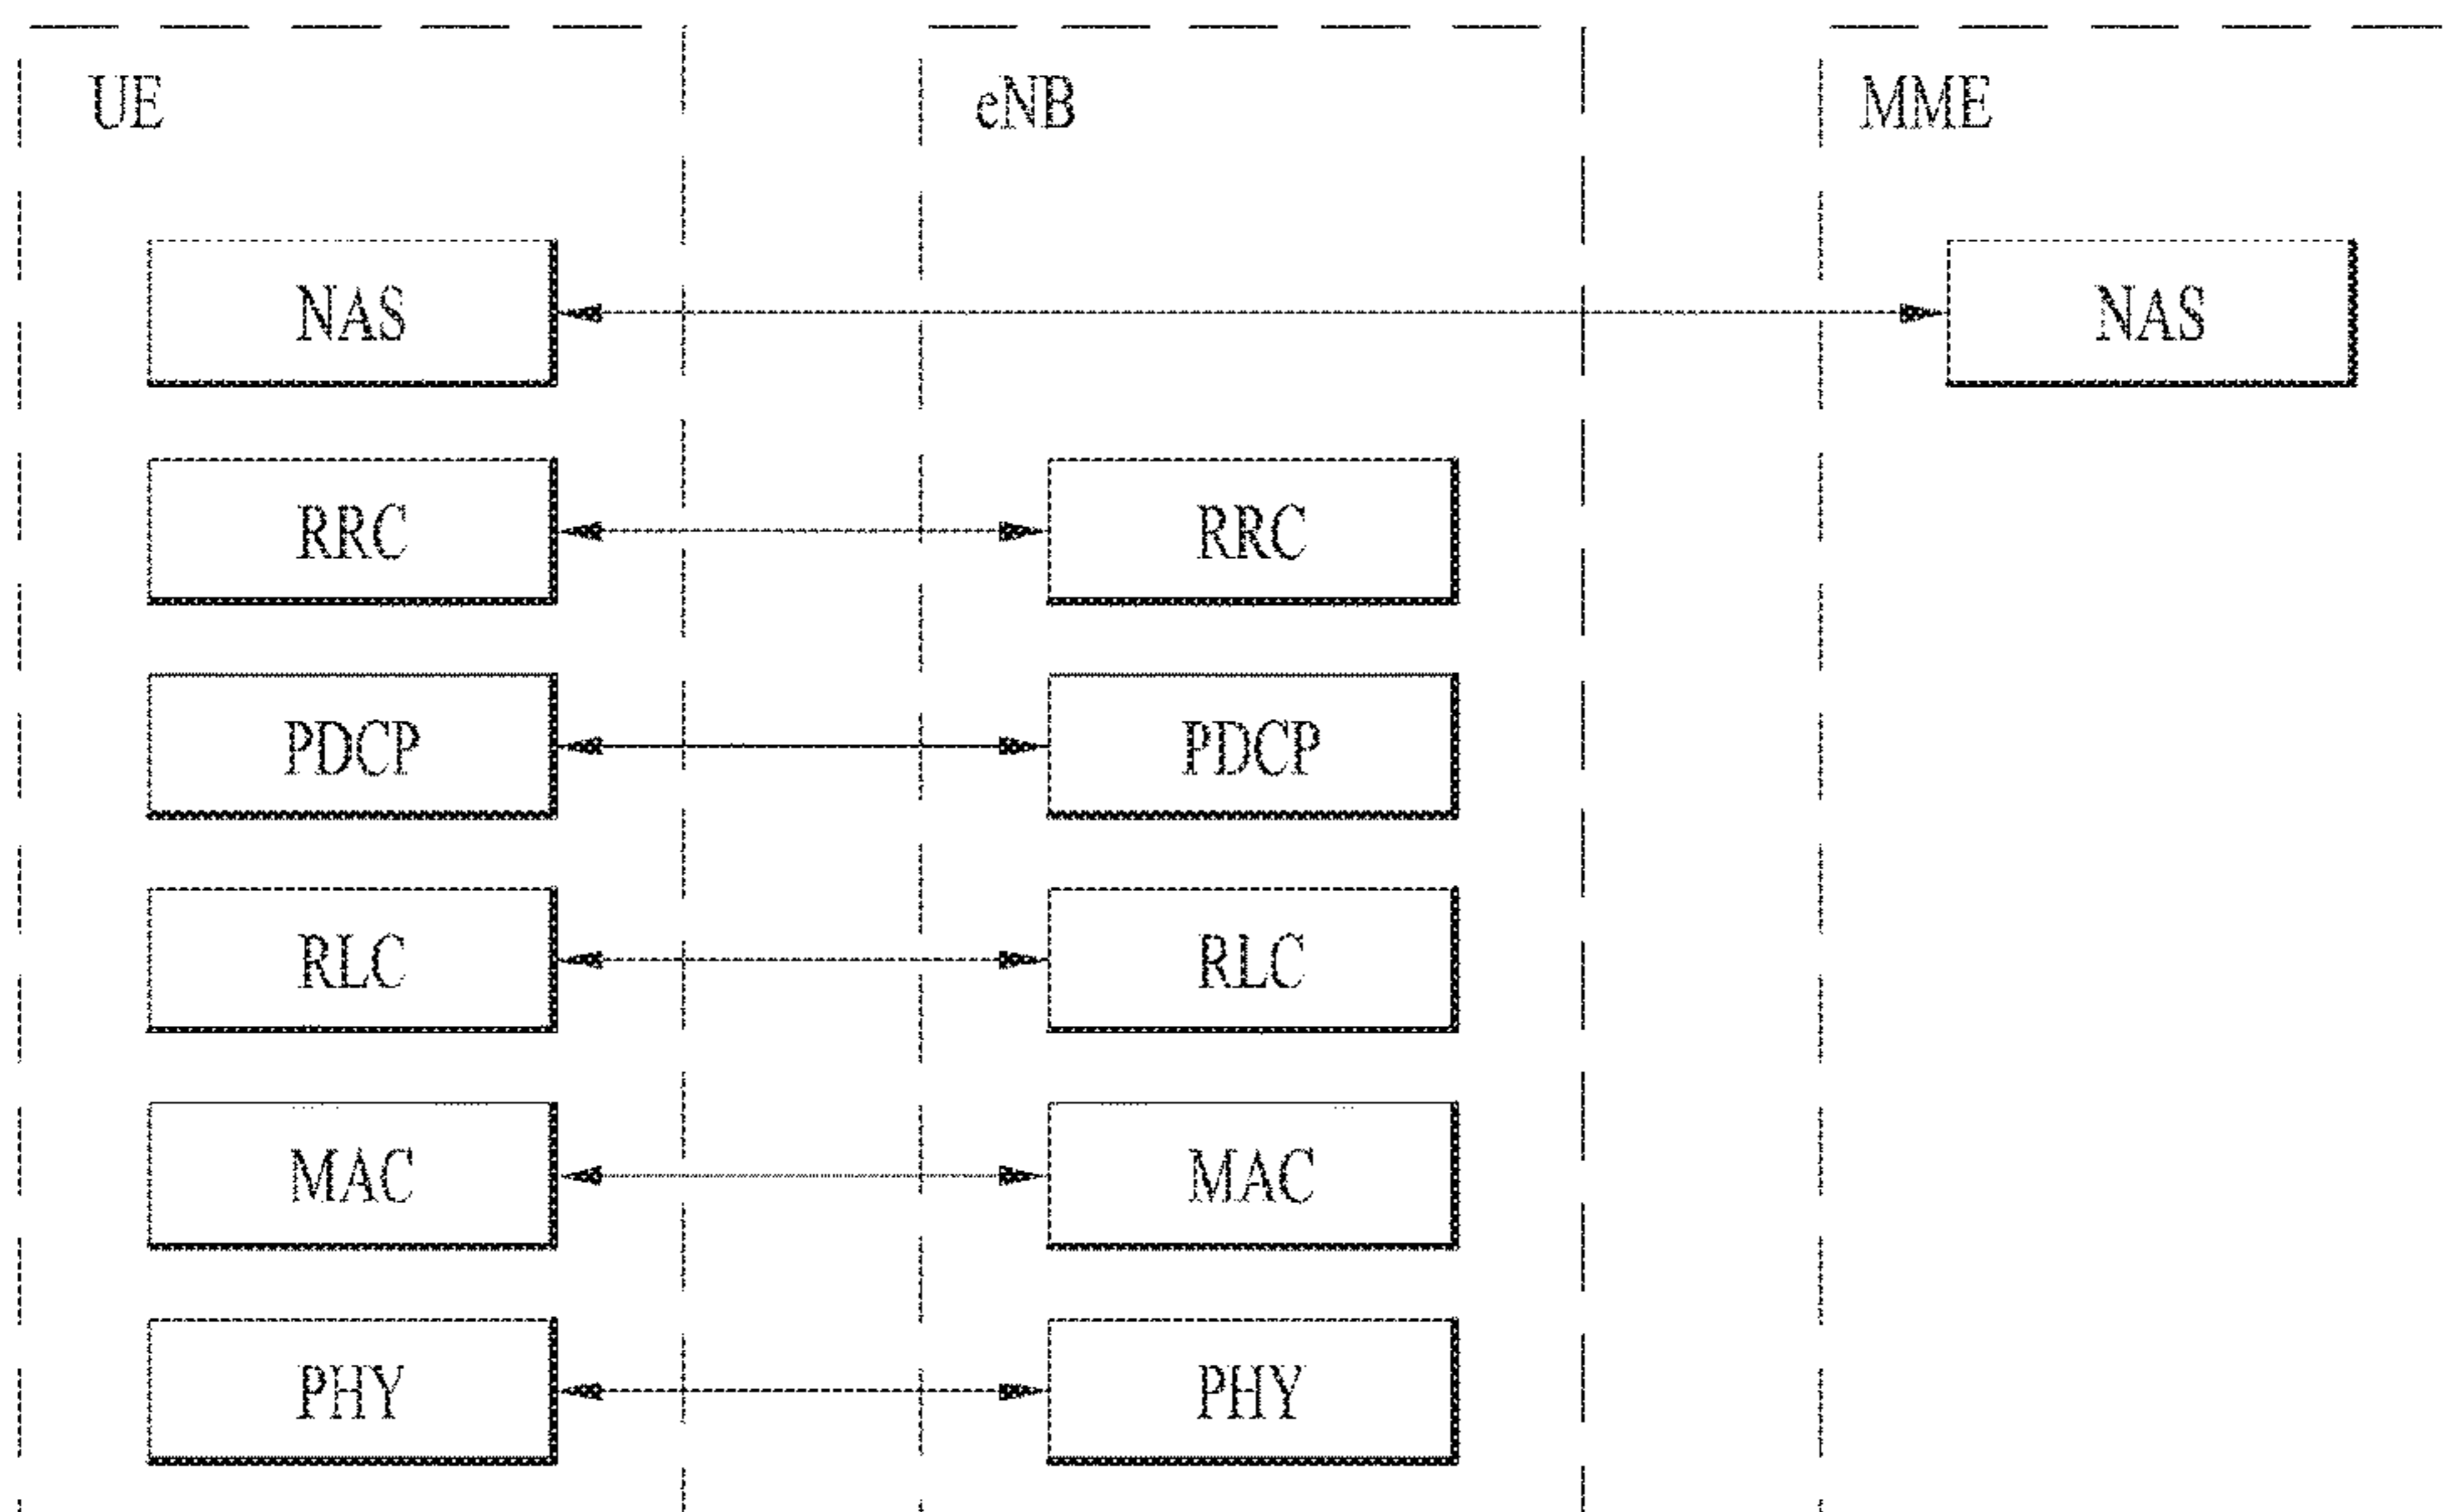 UE eNB MME
NAS NAS
RRC RRC
PDCP PDCP
RLC RLC
MAC MAC
PHY PHY